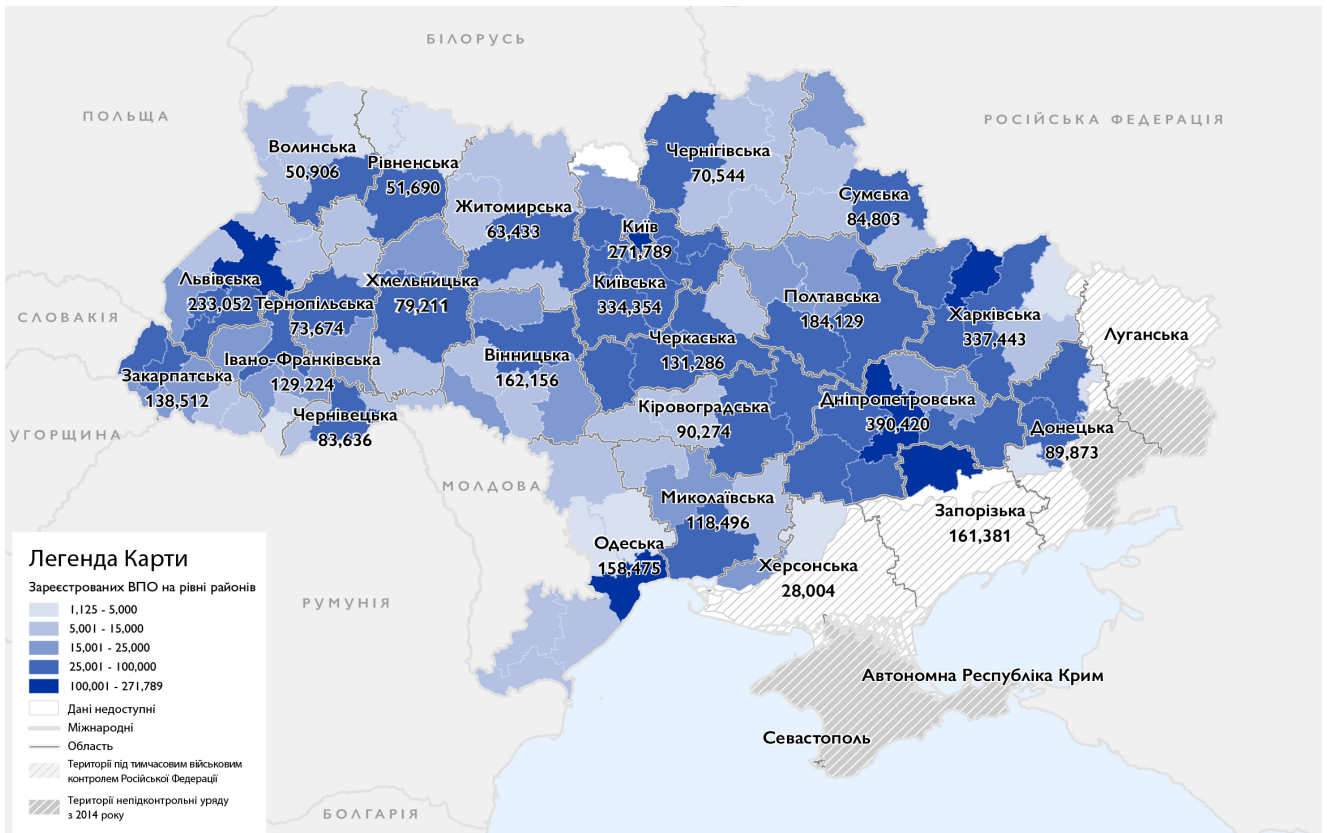 БІЛОРУСЬ
ПОЛЬЩА
РОСІЙСЬКА ФЕДЕРАЦІЯ
Волинська
50,906
Рівненська
51,690
Чернігівська
70,544
Сумська
84,803
Житомирська
63,433
Київ
271,789
Львівська
233,052
Тернопільська
73,674
Хмельницька
79,211
Київська
334,354
Полтавська
184,129
Харківська
337,443
Луганська
СЛОВАКІЯ
Івано-Франківська
129,224
Вінницька
162,156
Черкаська
131,286
Закарпатська
138,512
Чернівецька
83,636
Кіровоградська
90,274
Дніпропетровська
390,420
Донецька
89,873
УГОРЩИНА
МОЛДОВА
Миколаївська
118,496
Запорізька
161,381
Одеська
158,475
Херсонська
28,004
РУМУНІЯ
Автономна Республіка Крим
Севастополь
БОЛГАРІЯ
Легенда Карти
Зареєстрованих ВПО на рівні районів
1,125 - 5,000
5,001 - 15,000
15,001 - 25,000
25,001 - 100,000
100,001 - 271,789
Дані недоступні
Міжнародні
Область
Території під тимчасовим військовим
контролем Російської Федерації
Території непідконтрольні уряду
з 2014 року